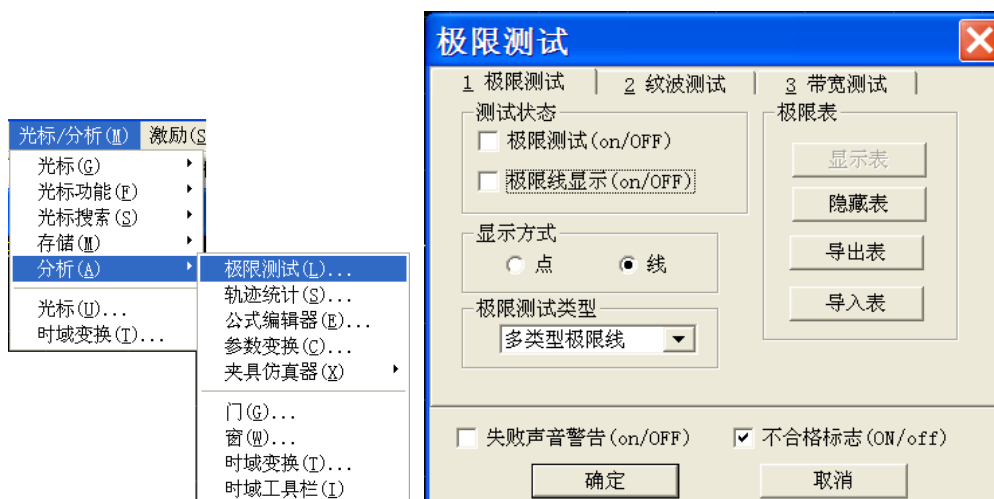 光标/分析(M) 激励(S
光标(G)
光标功能(F)
光标搜索(S)
存储(M)
分析(A)
光标(U)...
时域变换(T)...
极限测试(L)...
轨迹统计(S)...
公式编辑器(E)...
参数变换(C)...
夹具仿真器(X)
门(G)...
窗(W)...
时域变换(T)...
时域工具栏(I)
极限测试
1 极限测试 2 纹波测试 3 带宽测试
测试状态
极限测试(on/OFF)
极限线显示(on/OFF)
显示方式
点 线
极限测试类型
多类型极限线
极限表
显示表
隐藏表
导出表
导入表
失败声音警告(on/OFF) 不合格标志(ON/off)
确定 取消